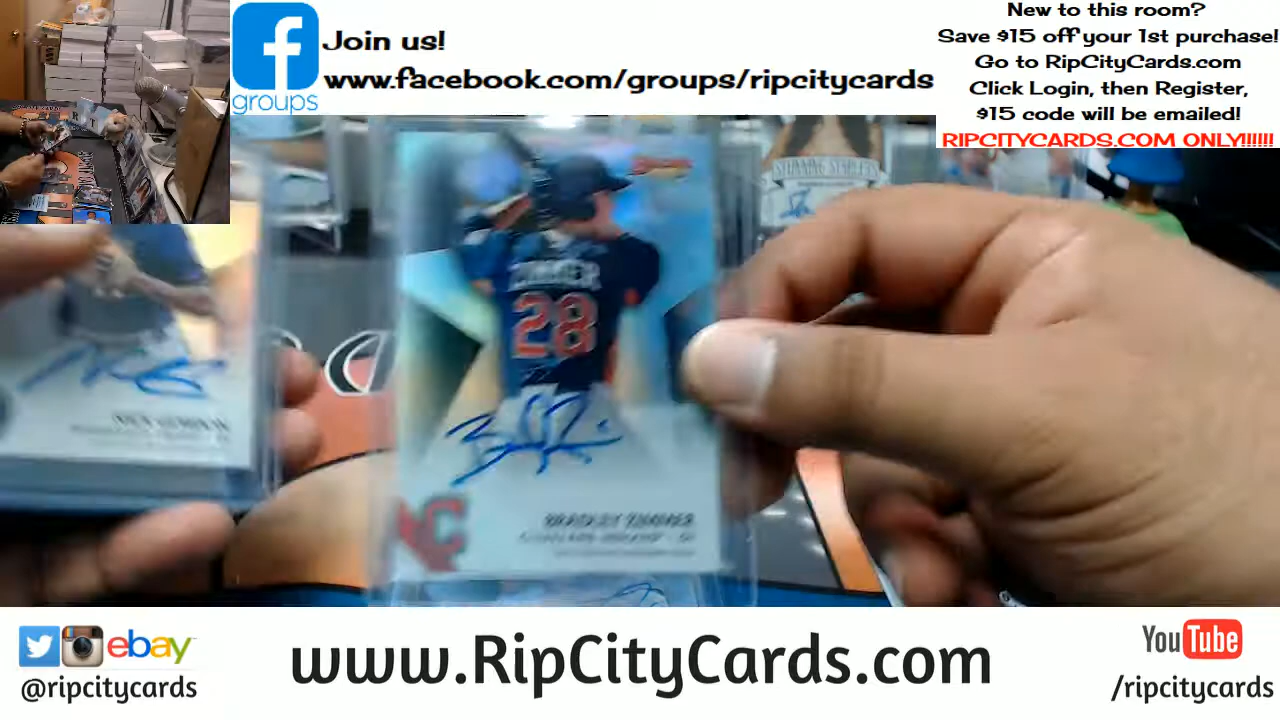 Join us!
www.facebook.com/groups/ripcitycards
groups
New to this room?
Save $15 off your 1st purchase!
Go to RipCityCards.com
Click Login, then Register,
$15 code will be emailed!
RIPCITYCARDS.COM ONLY!!!!!!
ZIMMER
28
BRADLEY ZIMMER
ebay
@ripcitycards
www.RipCityCards.com
YouTube
/ripcitycards